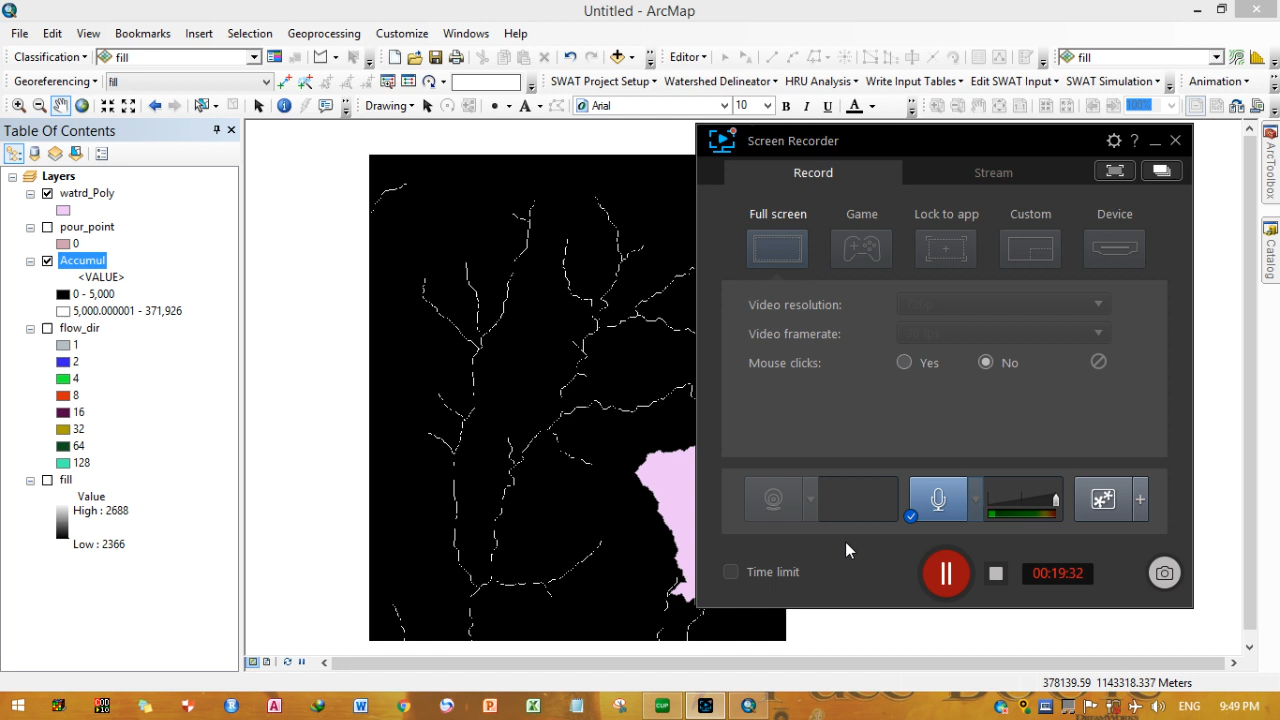 Untitled - ArcMap
File Edit View Bookmarks Insert Selection Geoprocessing Customize Windows Help
Classification fill Editor fill
Georeferencing fill SWAT Project Setup Watershed Delineator HRU Analysis Write Input Tables Edit SWAT Input SWAT Simulation Animation
Drawing A Arial 10 B I U A 100%
Table Of Contents
Layers
watrd_Poly
pour_point
0
Accumul
<VALUE>
0 - 5,000
5,000.000001 - 371,926
flow_dir
1
2
4
8
16
32
64
128
fill
Value
High : 2688
Low : 2366
Screen Recorder
Record Stream
Full screen Game Lock to app Custom Device
Video resolution:
Video framerate:
Mouse clicks: Yes No
Time limit 00:19:32
ArcToolbox
Catalog
378139.59 1143318.337 Meters
DREAMWORKS
ENG 9:49 PM